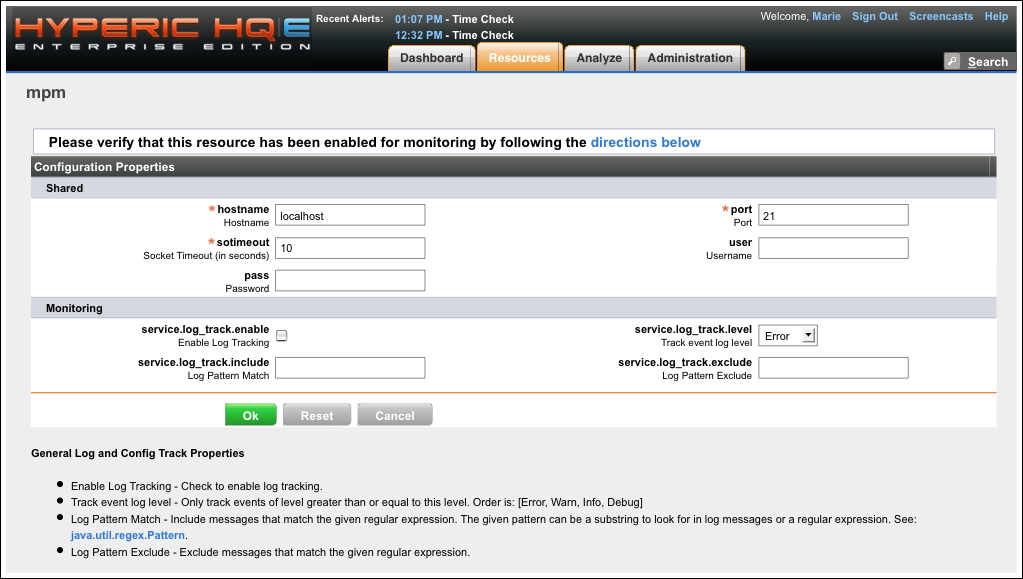 HYPERIC HQ E
ENTERPRISE EDITION
Recent Alerts: 01:07 PM - Time Check
12:32 PM - Time Check
Welcome, Marie Sign Out Screencasts Help
Dashboard Resources Analyze Administration
Search
mpm
Please verify that this resource has been enabled for monitoring by following the directions below
Configuration Properties
Shared
* hostname localhost * port 21
Hostname Port
* sotimeout 10 user
Socket Timeout (in seconds) Username
pass
Password
Monitoring
service.log_track.enable service.log_track.level Error
Enable Log Tracking Track event log level
service.log_track.include service.log_track.exclude
Log Pattern Match Log Pattern Exclude
Ok Reset Cancel
General Log and Config Track Properties
• Enable Log Tracking - Check to enable log tracking.
• Track event log level - Only track events of level greater than or equal to this level. Order is: [Error, Warn, Info, Debug]
• Log Pattern Match - Include messages that match the given regular expression. The given pattern can be a substring to look for in log messages or a regular expression. See:
java.util.regex.Pattern.
• Log Pattern Exclude - Exclude messages that match the given regular expression.